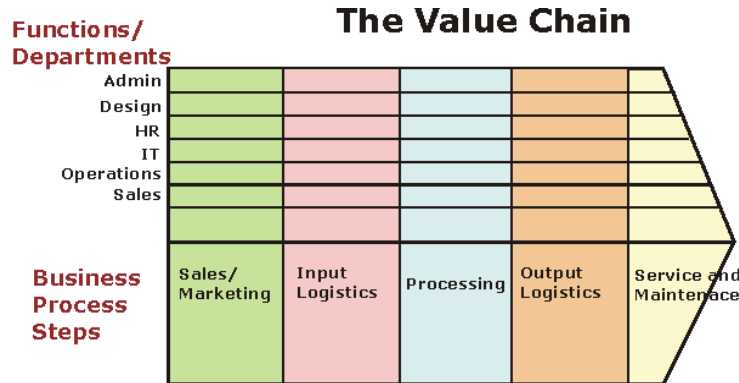 The Value Chain
Functions/
Departments
Admin
Design
HR
IT
Operations
Sales
Business
Process
Steps
Sales/
Marketing
Input
Logistics
Processing
Output
Logistics
Service and
Maintenace